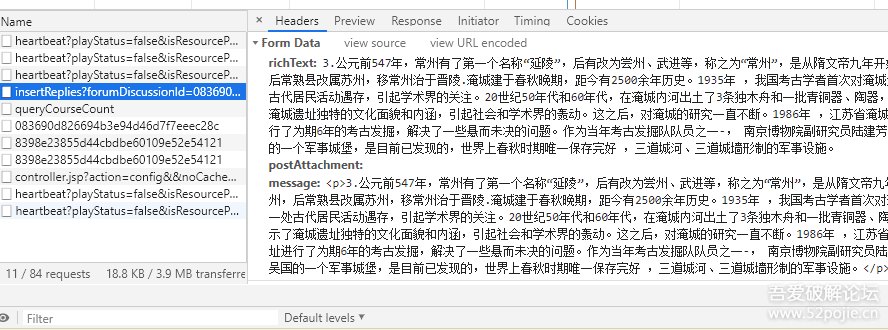 Name
× Headers Preview Response Initiator Timing Cookies
heartbeat?playStatus=false&isResourceP...
heartbeat?playStatus=false&isResourceP...
heartbeat?playStatus=false&isResourceP...
insertReplies?forumDiscussionId=083690...
queryCourseCount
083690d826694b3e94d46d7f7eeec28c
8398e23855d44cbdbe60109e52e54121
8398e23855d44cbdbe60109e52e54121
controller.jsp?action=config&&noCache...
heartbeat?playStatus=false&isResourceP...
heartbeat?playStatus=false&isResourceP...
11 / 84 requests 18.8 KB / 3.9 MB transferre
▼ Form Data view source view URL encoded
richText: 3.公元前547年，常州有了第一个名称“延陵”，后有改为尝州、武进等，称之为“常州”，是从隋文帝九年开始
后常熟县改属苏州，移常州治于晋陵.淹城建于春秋晚期，距今有2500余年历史。1935年 ，我国考古学者首次对淹城
古代居民活动遇存，引起学术界的关注。20世纪50年代和60年代，在淹城内河出土了3条独木舟和一批青铜器、陶器，
淹城遗址独特的文化面貌和内涵，引起社会和学术界的轰动。这之后，对淹城的研究一直不断。1986年 ，江苏省淹城
行了为期6年的考古发掘，解决了一些悬而未决的问题。作为当年考古发掘队队员之一--， 南京博物院副研究员陆建芳
的一个军事城堡，是目前已发现的，世界上春秋时期唯一保存完好 ，三道城河、三道城墙形制的军事设施。
postAttachment:
message: <p>3.公元前547年，常州有了第一个名称“延陵”，后有改为尝州、武进等，称之为“常州”，是从隋文帝九年
州，后常熟县改属苏州，移常州治于晋陵.淹城建于春秋晚期，距今有2500余年历史。1935年 ，我国考古学者首次对
一处古代居民活动遇存，引起学术界的关注。20世纪50年代和60年代，在淹城内河出土了3条独木舟和一批青铜器、陶
示了淹城遗址独特的文化面貌和内涵，引起社会和学术界的轰动。这之后，对淹城的研究一直不断。1986年 ，江苏省
址进行了为期6年的考古发掘，解决了一些悬而未决的问题。作为当年考古发掘队队员之一--， 南京博物院副研究员陆
吴国的一个军事城堡，是目前已发现的，世界上春秋时期唯一保存完好 ，三道城河、三道城墙形制的军事设施。</p>
Filter Default levels ▼
吾爱破解论坛
www.52pojie.cn